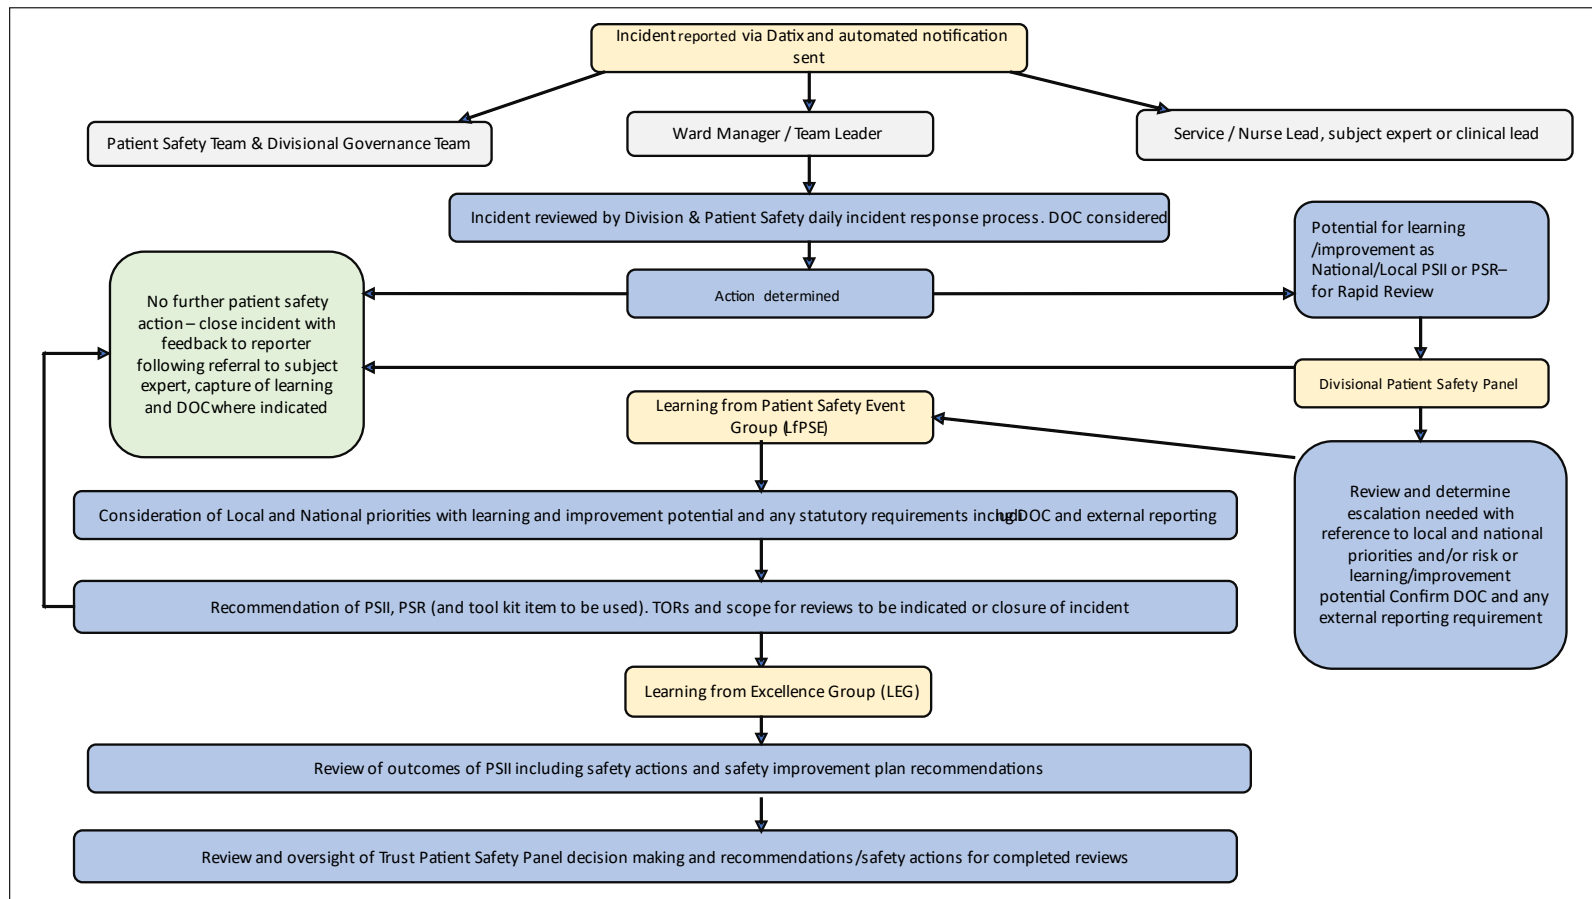 Incident reported via Datix and automated notification
sent
Patient Safety Team & Divisional Governance Team
Ward Manager / Team Leader
Service / Nurse Lead, subject expert or clinical lead
Incident reviewed by Division & Patient Safety daily incident response process. DOC considered
Potential for learning
/improvement as
National/Local PSII or PSR–
for Rapid Review
Action determined
No further patient safety
action – close incident with
feedback to reporter
following referral to subject
expert, capture of learning
and DOC where indicated
Divisional Patient Safety Panel
Learning from Patient Safety Event
Group (LfPSE)
Review and determine
escalation needed with
reference to local and national
priorities and/or risk or
learning/improvement
potential Confirm DOC and any
external reporting requirement
Consideration of Local and National priorities with learning and improvement potential and any statutory requirements DOC and external reporting
Recommendation of PSII, PSR (and tool kit item to be used). TORs and scope for reviews to be indicated or closure of incident
Learning from Excellence Group (LEG)
Review of outcomes of PSII including safety actions and safety improvement plan recommendations
Review and oversight of Trust Patient Safety Panel decision making and recommendations /safety actions for completed reviews